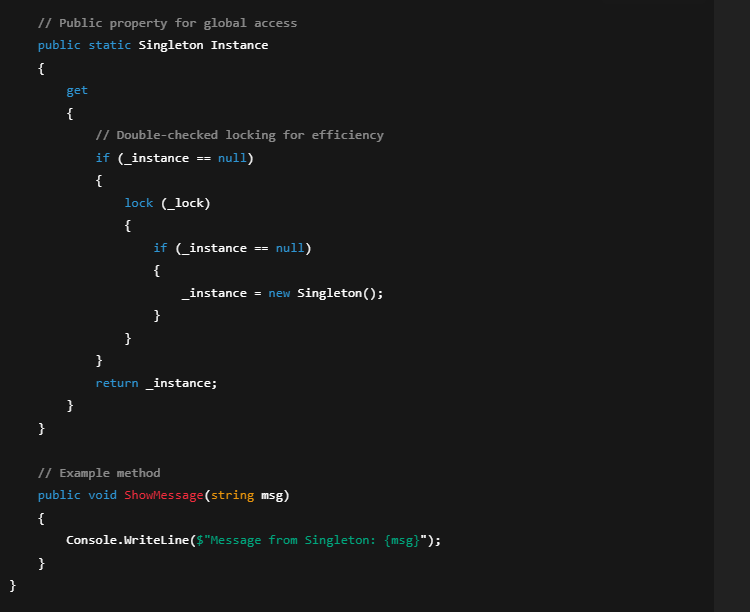 // Public property for global access
public static Singleton Instance
{
get
{
// Double-checked locking for efficiency
if (_instance == null)
{
lock (_lock)
{
if (_instance == null)
{
_instance = new Singleton();
}
}
}
return _instance;
}
}
// Example method
public void ShowMessage(string msg)
{
Console.WriteLine($"Message from Singleton: {msg}");
}
}